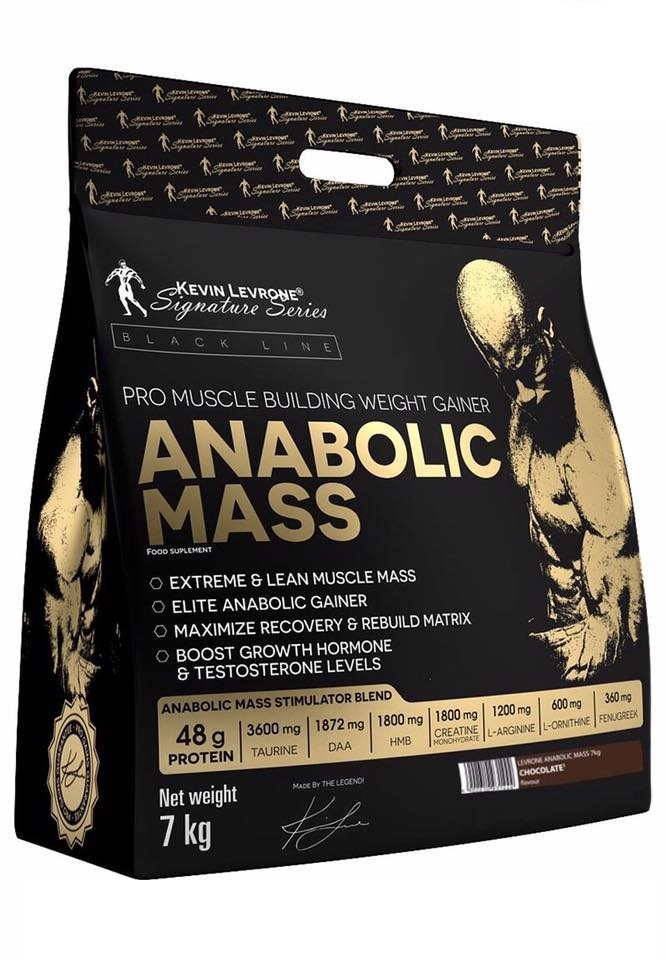 KEVIN LEVRONE®
Signature Series
BLACK LINE
PRO MUSCLE BUILDING WEIGHT GAINER
ANABOLIC
MASS
FOOD SUPLEMENT
EXTREME & LEAN MUSCLE MASS
ELITE ANABOLIC GAINER
MAXIMIZE RECOVERY & REBUILD MATRIX
BOOST GROWTH HORMONE
& TESTOSTERONE LEVELS
ANABOLIC MASS STIMULATOR BLEND
48 g PROTEIN
3600 mg TAURINE
1872 mg DAA
1800 mg HMB
1800 mg CREATINE MONOHYDRATE
1200 mg L-ARGININE
600 mg L-ORNITHINE
360 mg FENUGREEK
Net weight
7 kg
MADE BY THE LEGEND!
LEVRONE ANABOLIC MASS 7kg
CHOCOLATE
flavour